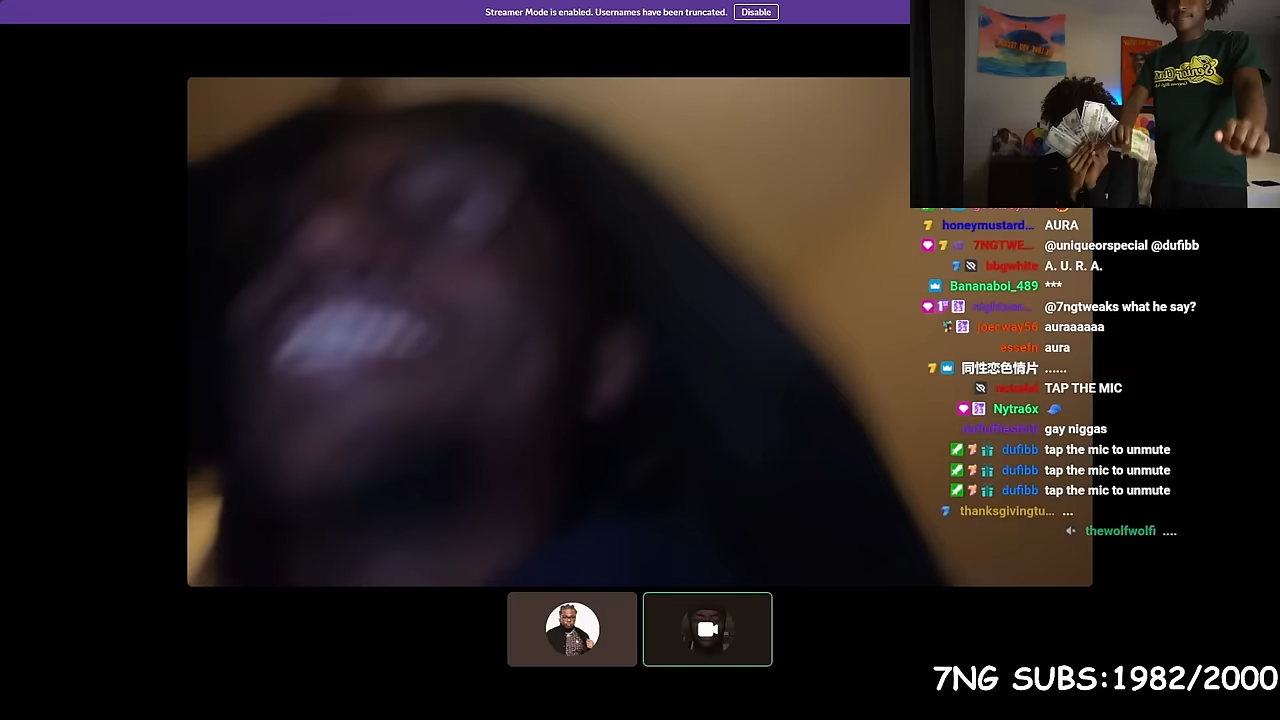 Streamer Mode is enabled. Usernames have been truncated. Disable
honeymustard... AURA
7NGTWE... @uniqueorspecial @dufibb
bbgwhite A. U. R. A.
Bananaboi_489 ***
@7ngtweaks what he say?
joecway56 auraaaaaa
essefn aura
同性恋色情片 ......
TAP THE MIC
Nytra6x
gay niggas
dufibb tap the mic to unmute
dufibb tap the mic to unmute
dufibb tap the mic to unmute
thanksgivingtu... ...
thewolfwolfi ....
7NG SUBS:1982/2000